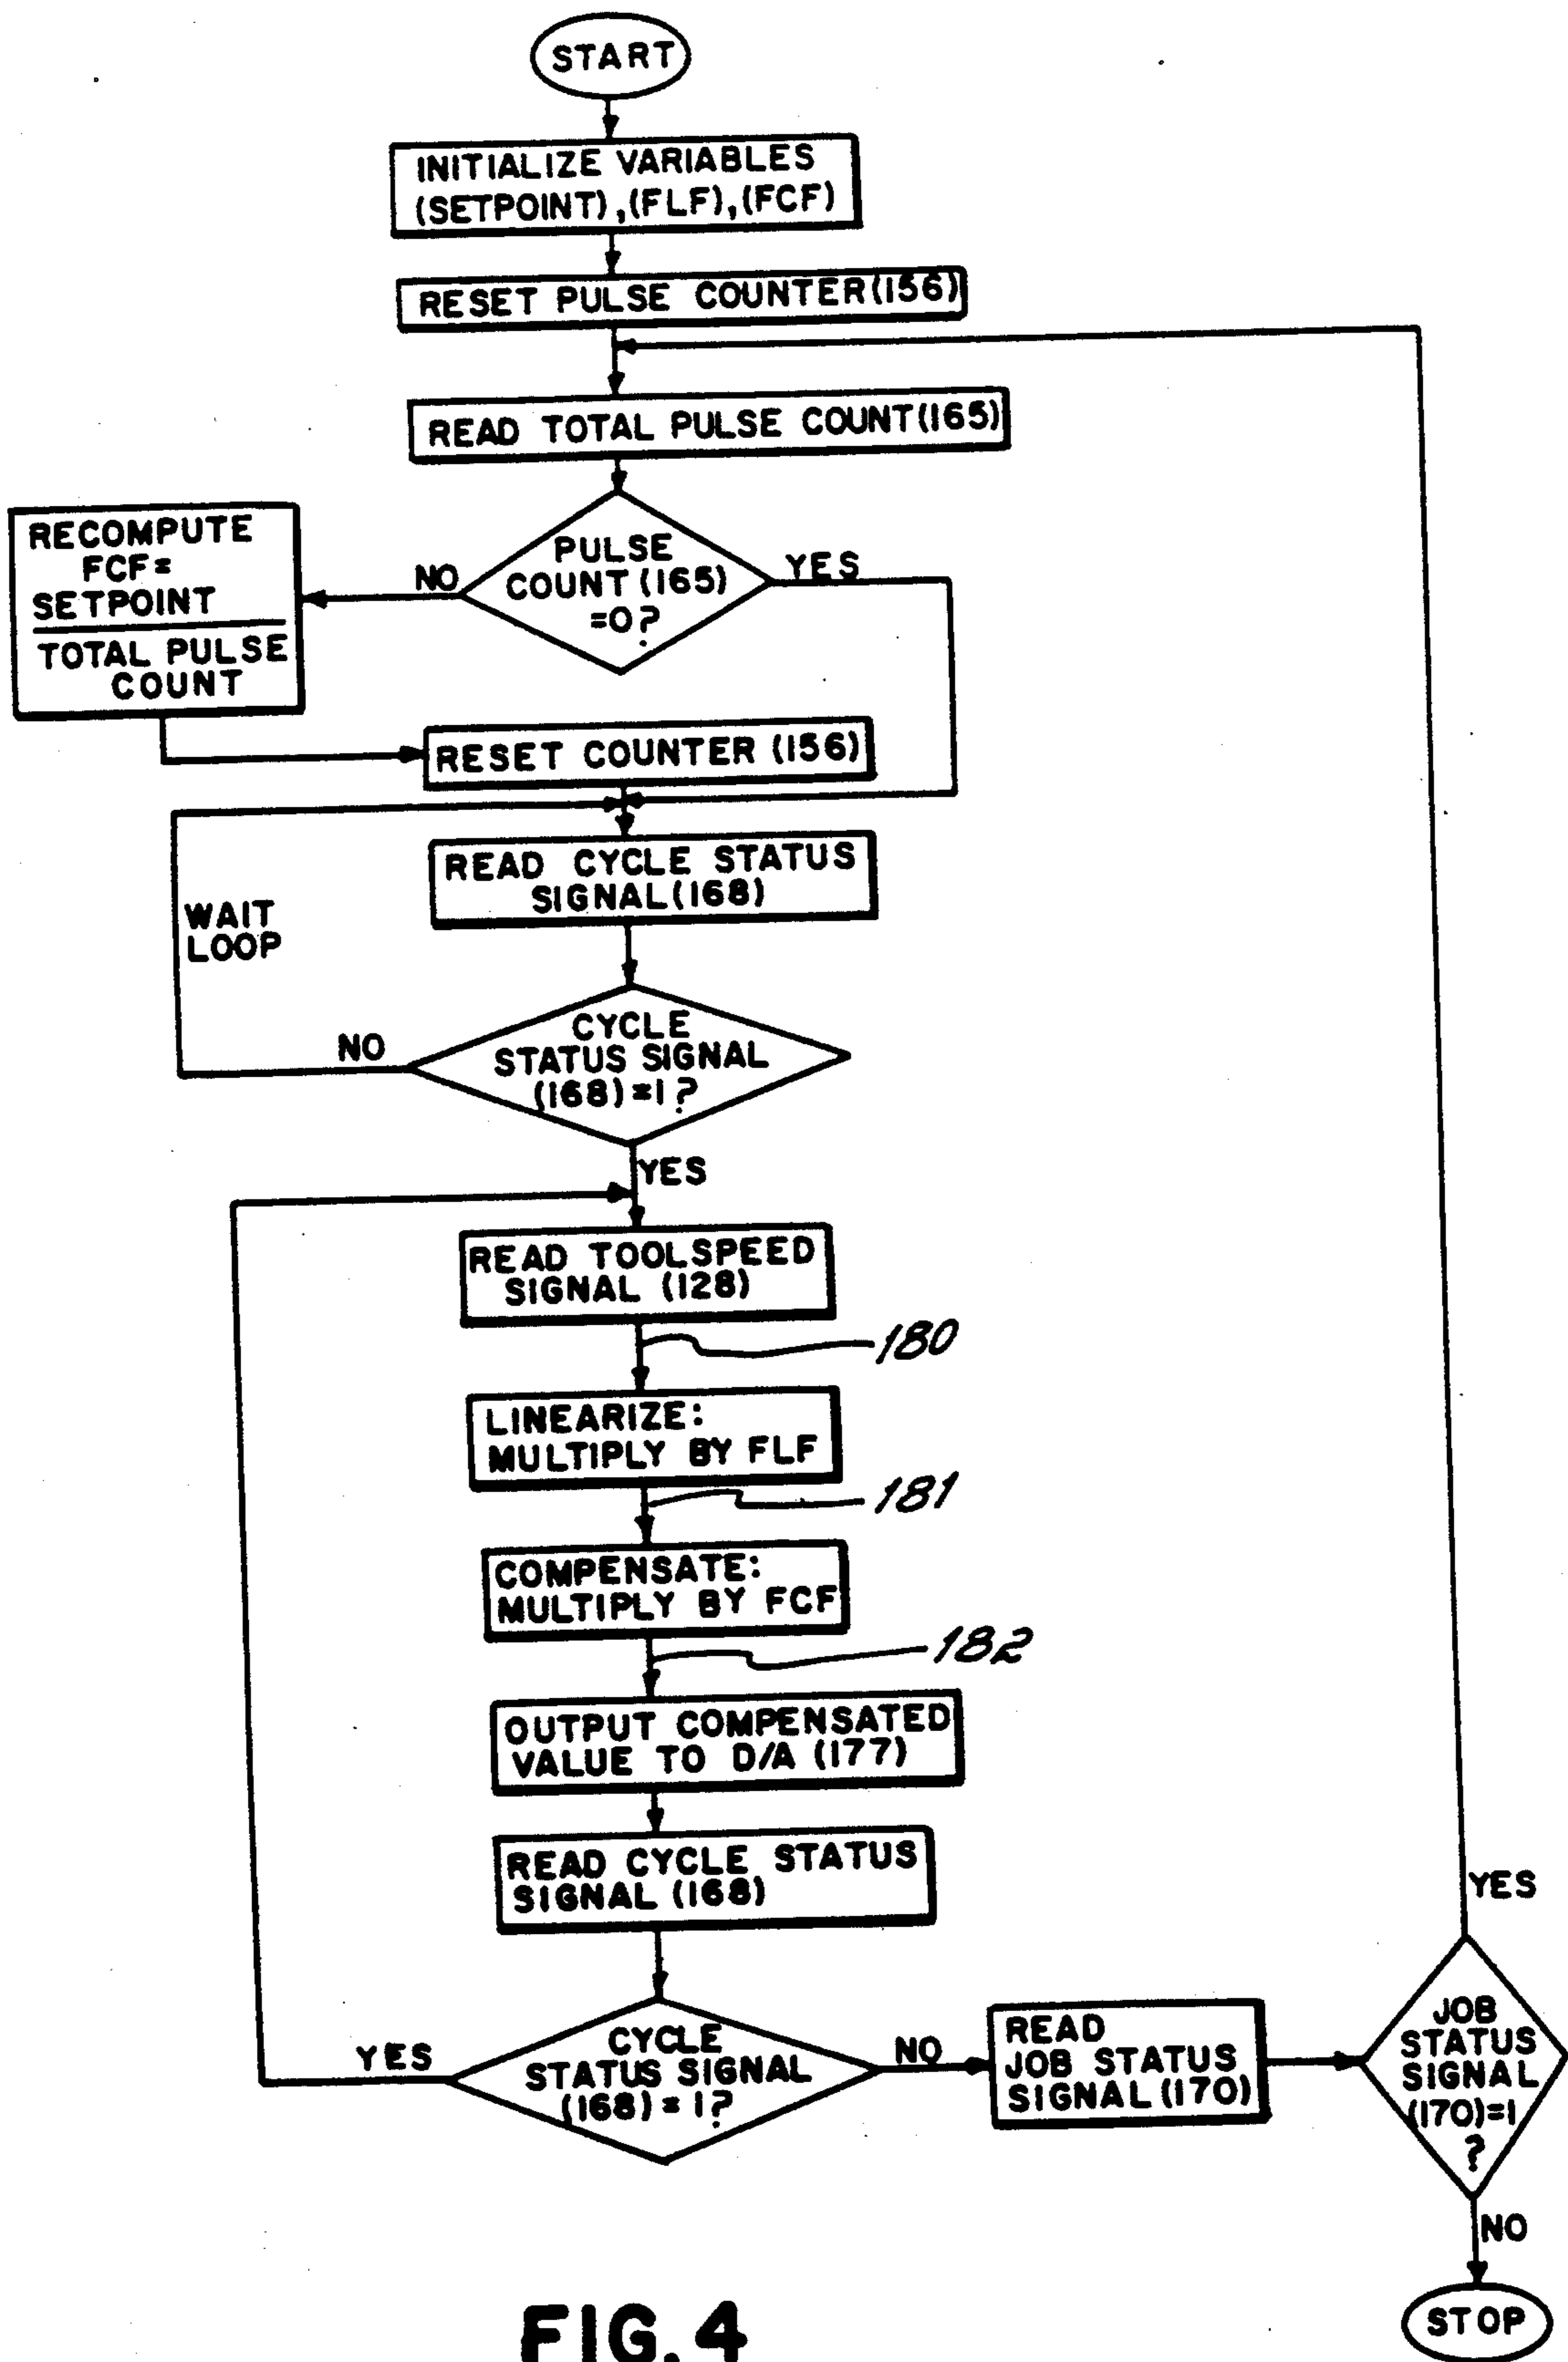 START
INITIALIZE VARIABLES
(SETPOINT),(FLF),(FCF)
RESET PULSE COUNTER(156)
READ TOTAL PULSE COUNT(165)
PULSE
COUNT(165)
=0?
NO
YES
RECOMPUTE
FCF=
SETPOINT
TOTAL PULSE
COUNT
RESET COUNTER (156)
READ CYCLE STATUS
SIGNAL(168)
WAIT
LOOP
CYCLE
STATUS SIGNAL
(168)=1?
NO
YES
READ TOOLSPEED
SIGNAL (128)
180
LINEARIZE:
MULTIPLY BY FLF
181
COMPENSATE:
MULTIPLY BY FCF
182
OUTPUT COMPENSATED
VALUE TO D/A (177)
READ CYCLE STATUS
SIGNAL (168)
CYCLE
STATUS SIGNAL
(168)=1?
YES
NO
READ
JOB STATUS
SIGNAL(170)
YES
JOB
STATUS
SIGNAL
(170)=1
?
NO
STOP
FIG. 4